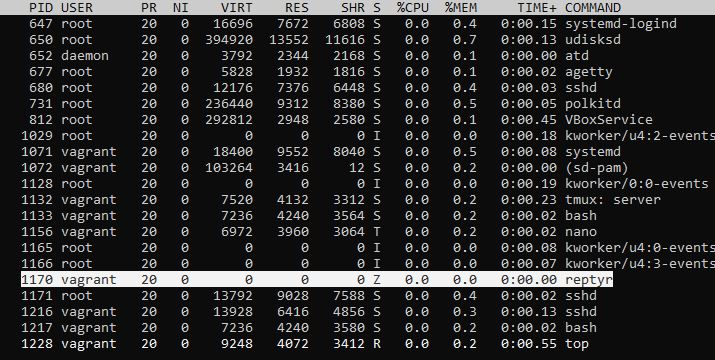 PID USER PR NI VIRT RES SHR S %CPU %MEM TIME+ COMMAND
647 root 20 0 16696 7672 6808 S 0.0 0.4 0:00.15 systemd-logind
650 root 20 0 394920 13552 11616 S 0.0 0.7 0:00.13 udisksd
652 daemon 20 0 3792 2344 2168 S 0.0 0.1 0:00.00 atd
677 root 20 0 5828 1932 1816 S 0.0 0.1 0:00.02 agetty
680 root 20 0 12176 7376 6448 S 0.0 0.4 0:00.03 sshd
731 root 20 0 236440 9312 8380 S 0.0 0.5 0:00.05 polkitd
812 root 20 0 292812 2948 2580 S 0.0 0.1 0:00.45 VBoxService
1029 root 20 0 0 0 0 I 0.0 0.0 0:00.18 kworker/u4:2-events
1071 vagrant 20 0 18400 9552 8040 S 0.0 0.5 0:00.08 systemd
1072 vagrant 20 0 103264 3416 12 S 0.0 0.2 0:00.00 (sd-pam)
1128 root 20 0 0 0 0 I 0.0 0.0 0:00.19 kworker/0:0-events
1132 vagrant 20 0 7520 4132 3312 S 0.0 0.2 0:00.23 tmux: server
1133 vagrant 20 0 7236 4240 3564 S 0.0 0.2 0:00.02 bash
1156 vagrant 20 0 6972 3960 3064 T 0.0 0.2 0:00.02 nano
1165 root 20 0 0 0 0 I 0.0 0.0 0:00.08 kworker/u4:0-events
1166 root 20 0 0 0 0 I 0.0 0.0 0:00.07 kworker/u4:3-events
1170 vagrant 20 0 0 0 0 Z 0.0 0.0 0:00.00 reptyr
1171 root 20 0 13792 9028 7588 S 0.0 0.4 0:00.02 sshd
1216 vagrant 20 0 13928 6416 4856 S 0.0 0.3 0:00.13 sshd
1217 vagrant 20 0 7236 4240 3580 S 0.0 0.2 0:00.02 bash
1228 vagrant 20 0 9248 4072 3412 R 0.0 0.2 0:00.55 top